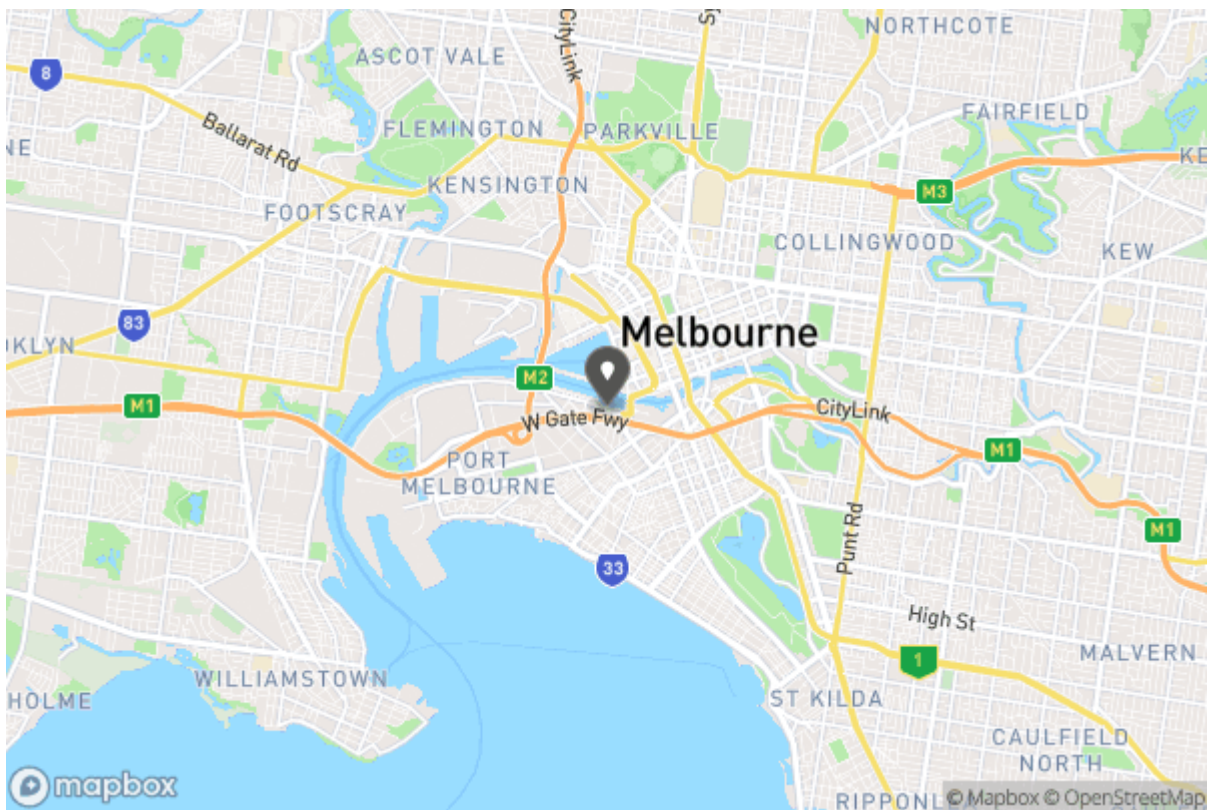 NORTHCOTE
CityLink
S
ASCOT VALE
8
FAIRFIELD
Ballarat Rd
FLEMINGTON
PARKVILLE
NE
KE
KENSINGTON
M3
FOOTSCRAY
COLLINGWOOD
KEW
83
Melbourne
OKLYN
M2
M1
W Gate Fwy
CityLink
M1
PORT
MELBOURNE
M1
Punt Rd
33
High St
1
MALVERN
WILLIAMSTOWN
HOLME
ST KILDA
CAULFIELD
NORTH
mapbox
RIPPONLE
© Mapbox © OpenStreetMap